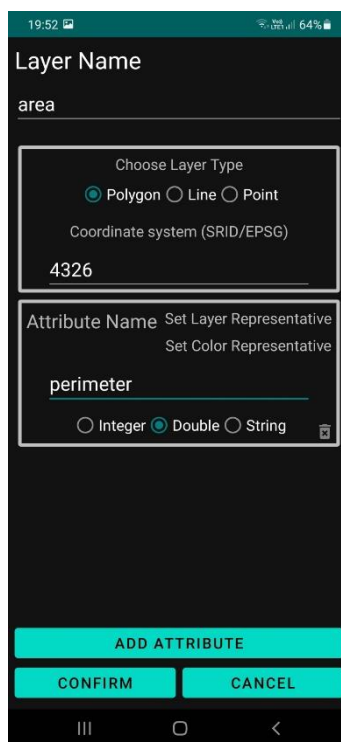 19:52 64%
Layer Name
area
Choose Layer Type
Polygon Line Point
Coordinate system (SRID/EPSG)
4326
Attribute Name Set Layer Representative
Set Color Representative
perimeter
Integer Double String
ADD ATTRIBUTE
CONFIRM CANCEL